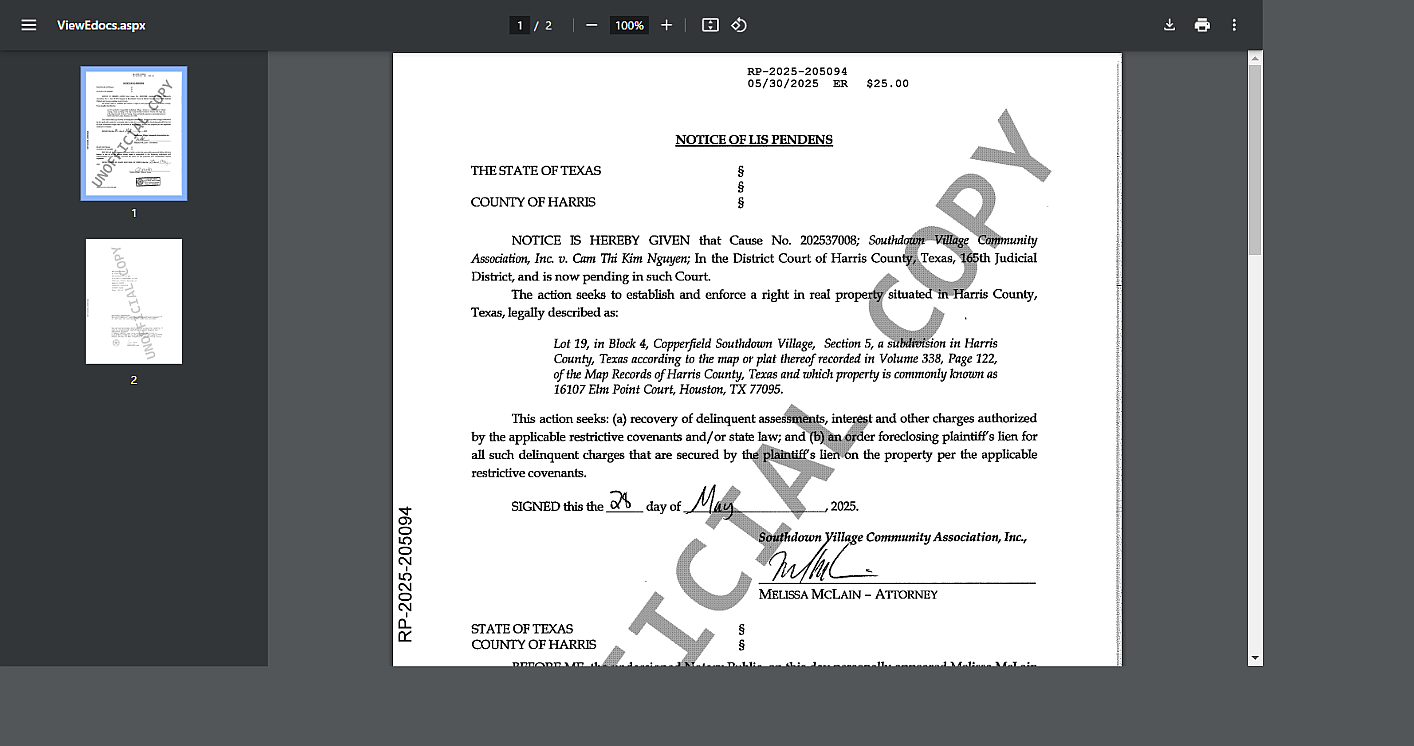 ViewEdocs.aspx
1 / 2
100%
1
2
RP-2025-205094
05/30/2025 ER $25.00
NOTICE OF LIS PENDENS
THE STATE OF TEXAS §
§
COUNTY OF HARRIS §
NOTICE IS HEREBY GIVEN that Cause No. 202537008; Southdown Village Community
Association, Inc. v. Cam Thi Kim Nguyen; In the District Court of Harris County, Texas, 165th Judicial
District, and is now pending in such Court.
The action seeks to establish and enforce a right in real property situated in Harris County,
Texas, legally described as:
Lot 19, in Block 4, Copperfield Southdown Village, Section 5, a subdivision in Harris
County, Texas according to the map or plat thereof recorded in Volume 338, Page 122,
of the Map Records of Harris County, Texas and which property is commonly known as
16107 Elm Point Court, Houston, TX 77095.
This action seeks: (a) recovery of delinquent assessments, interest and other charges authorized
by the applicable restrictive covenants and/or state law; and (b) an order foreclosing plaintiff's lien for
all such delinquent charges that are secured by the plaintiff's lien on the property per the applicable
restrictive covenants.
SIGNED this the 28 day of May, 2025.
Southdown Village Community Association, Inc.,
MELISSA MCLAIN – ATTORNEY
STATE OF TEXAS §
COUNTY OF HARRIS §
BEFORE ME, the undersigned Notary Public, on this day personally appeared Melissa McLain
RP-2025-205094
UNOFFICIAL COPY
UNOFFICIAL COPY
FICIAL COPY